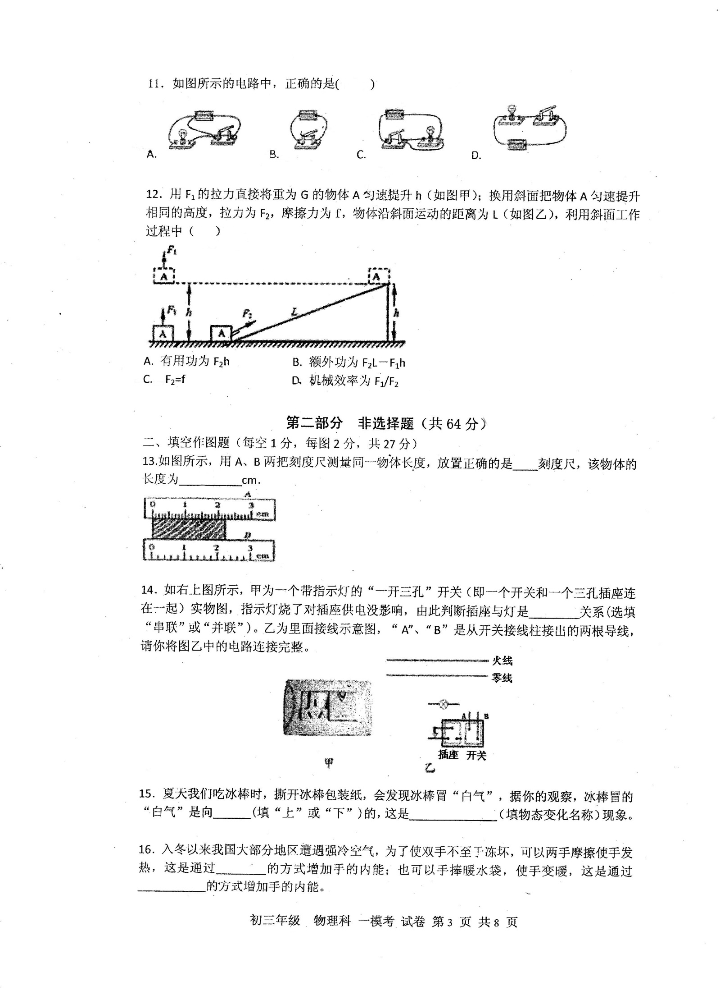 11. 如图所示的电路中，正确的是(　　)
A.　B.　C.　D.
12. 用 F₁的拉力直接将重为 G 的物体 A 匀速提升 h（如图甲）；换用斜面把物体 A 匀速提升
相同的高度，拉力为 F₂，摩擦力为 f，物体沿斜面运动的距离为 L（如图乙），利用斜面工作
过程中（　　）
F₁
A　A
F₁　h　F₂　L　h
A　A
A. 有用功为 F₂h　B. 额外功为 F₂L－F₁h
C. F₂=f　D. 机械效率为 F₁/F₂
第二部分　非选择题（共 64 分）
二、填空作图题（每空 1 分，每图 2 分，共 27 分）
13.如图所示，用 A、B 两把刻度尺测量同一物体长度，放置正确的是____刻度尺，该物体的
长度为__________cm.
A
0　1　2　3　cm
B
0　1　2　3　cm
14. 如右上图所示，甲为一个带指示灯的“一开三孔”开关（即一个开关和一个三孔插座连
在一起）实物图，指示灯烧了对插座供电没影响，由此判断插座与灯是________关系(选填
“串联”或“并联”)。乙为里面接线示意图，“A”、“B”是从开关接线柱接出的两根导线，
请你将图乙中的电路连接完整。
火线
零线
A　B
插座　开关
甲　乙
15. 夏天我们吃冰棒时，撕开冰棒包装纸，会发现冰棒冒“白气”，据你的观察，冰棒冒的
“白气”是向______(填“上”或“下”)的，这是______________（填物态变化名称）现象。
16. 入冬以来我国大部分地区遭遇强冷空气，为了使双手不至于冻坏，可以两手摩擦使手发
热，这是通过________的方式增加手的内能；也可以手捧暖水袋，使手变暖，这是通过
___________的方式增加手的内能。
初三年级　物理科 一模考 试卷 第 3 页 共 8 页